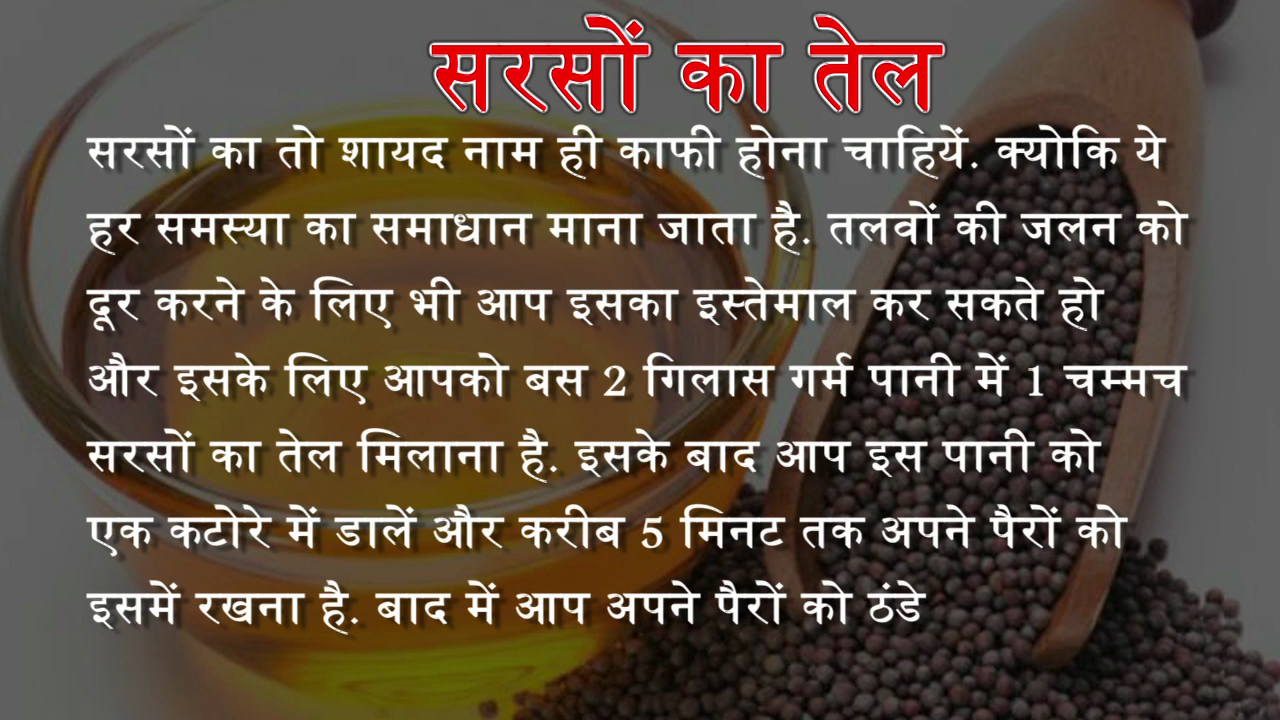 सरसों का तेल
सरसों का तो शायद नाम ही काफी होना चाहियें. क्योकि ये
हर समस्या का समाधान माना जाता है. तलवों की जलन को
दूर करने के लिए भी आप इसका इस्तेमाल कर सकते हो
और इसके लिए आपको बस 2 गिलास गर्म पानी में 1 चम्मच
सरसों का तेल मिलाना है. इसके बाद आप इस पानी को
एक कटोरे में डालें और करीब 5 मिनट तक अपने पैरों को
इसमें रखना है. बाद में आप अपने पैरों को ठंडे